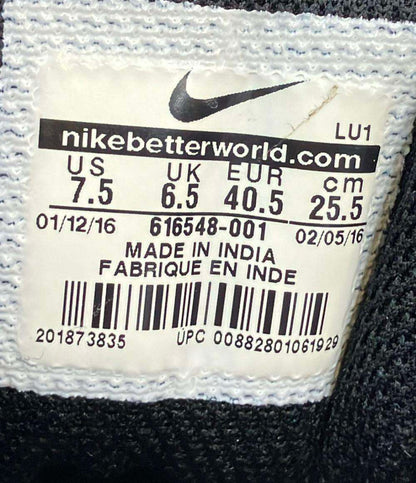 LU1
nikebetterworld.com
US UK EUR cm
7.5 6.5 40.5 25.5
01/12/16 616548-001 02/05/16
MADE IN INDIA
FABRIQUE EN INDE
201873835 UPC 00882801061929